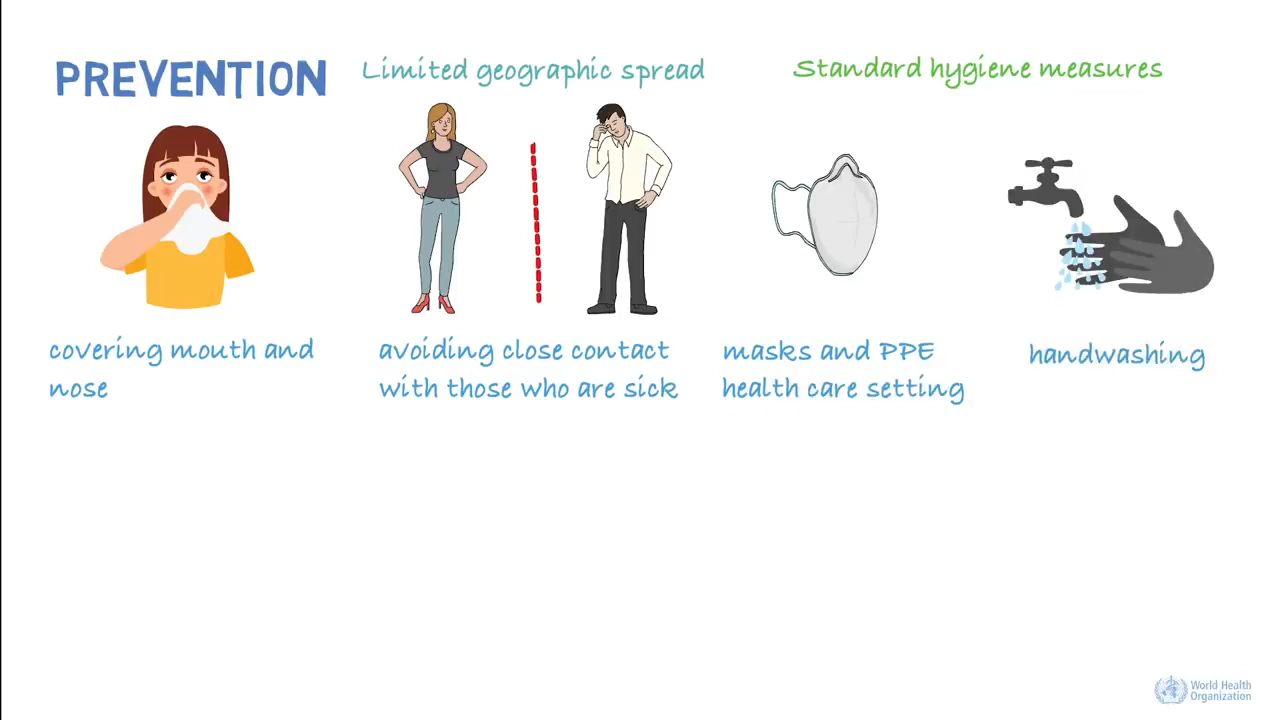 PREVENTION
Limited geographic spread
Standard hygiene measures
covering mouth and
nose
avoiding close contact
with those who are sick
masks and PPE
health care setting
handwashing
World Health
Organization